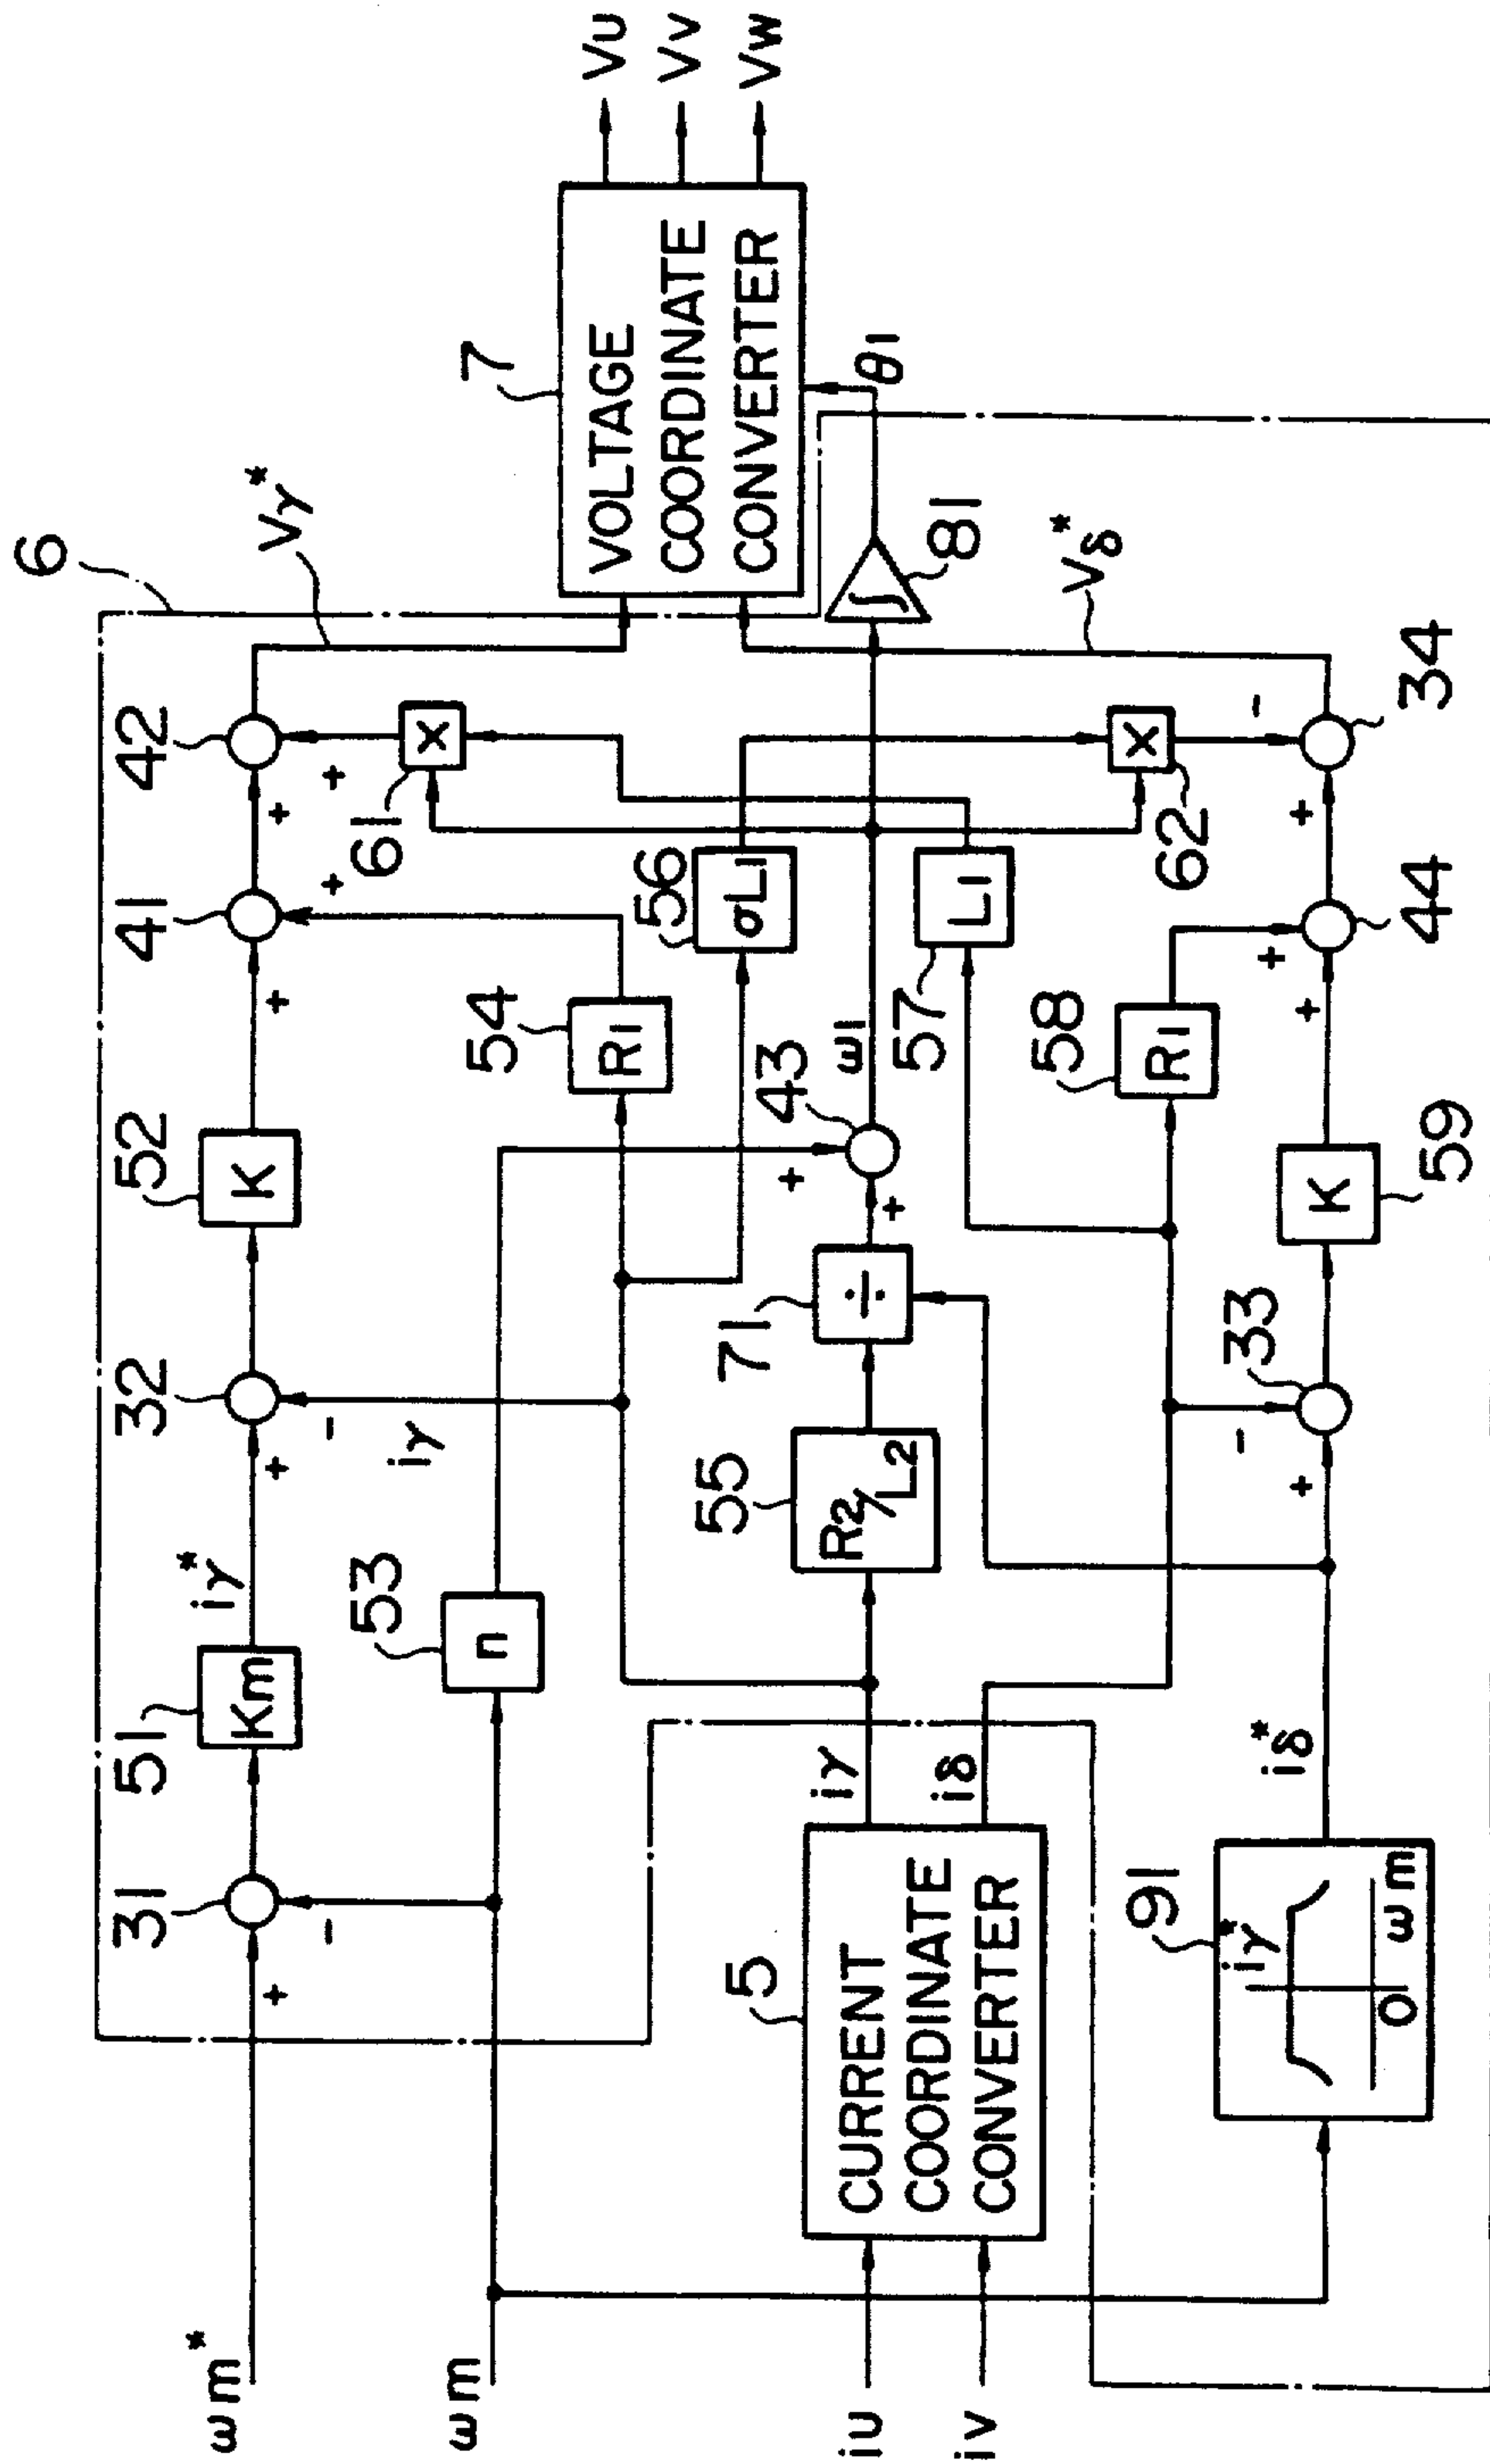 6
ωm*
+
31
-
51
Km
iγ*
+
32
-
iγ
52
K
+
41
+
+
42
+
Vγ*
61
X
ωm
53
n
54
R1
56
σL1
7
VOLTAGE
COORDINATE
CONVERTER
VU
VV
VW
θ1
81
∫
iU
iV
5
CURRENT
COORDINATE
CONVERTER
iγ
iδ
55
R2/L2
71
÷
+
+
43
ω1
57
L1
58
R1
62
X
91
iγ*
0
ωm
iδ*
+
-
33
K
59
+
+
44
+
-
34
Vδ*